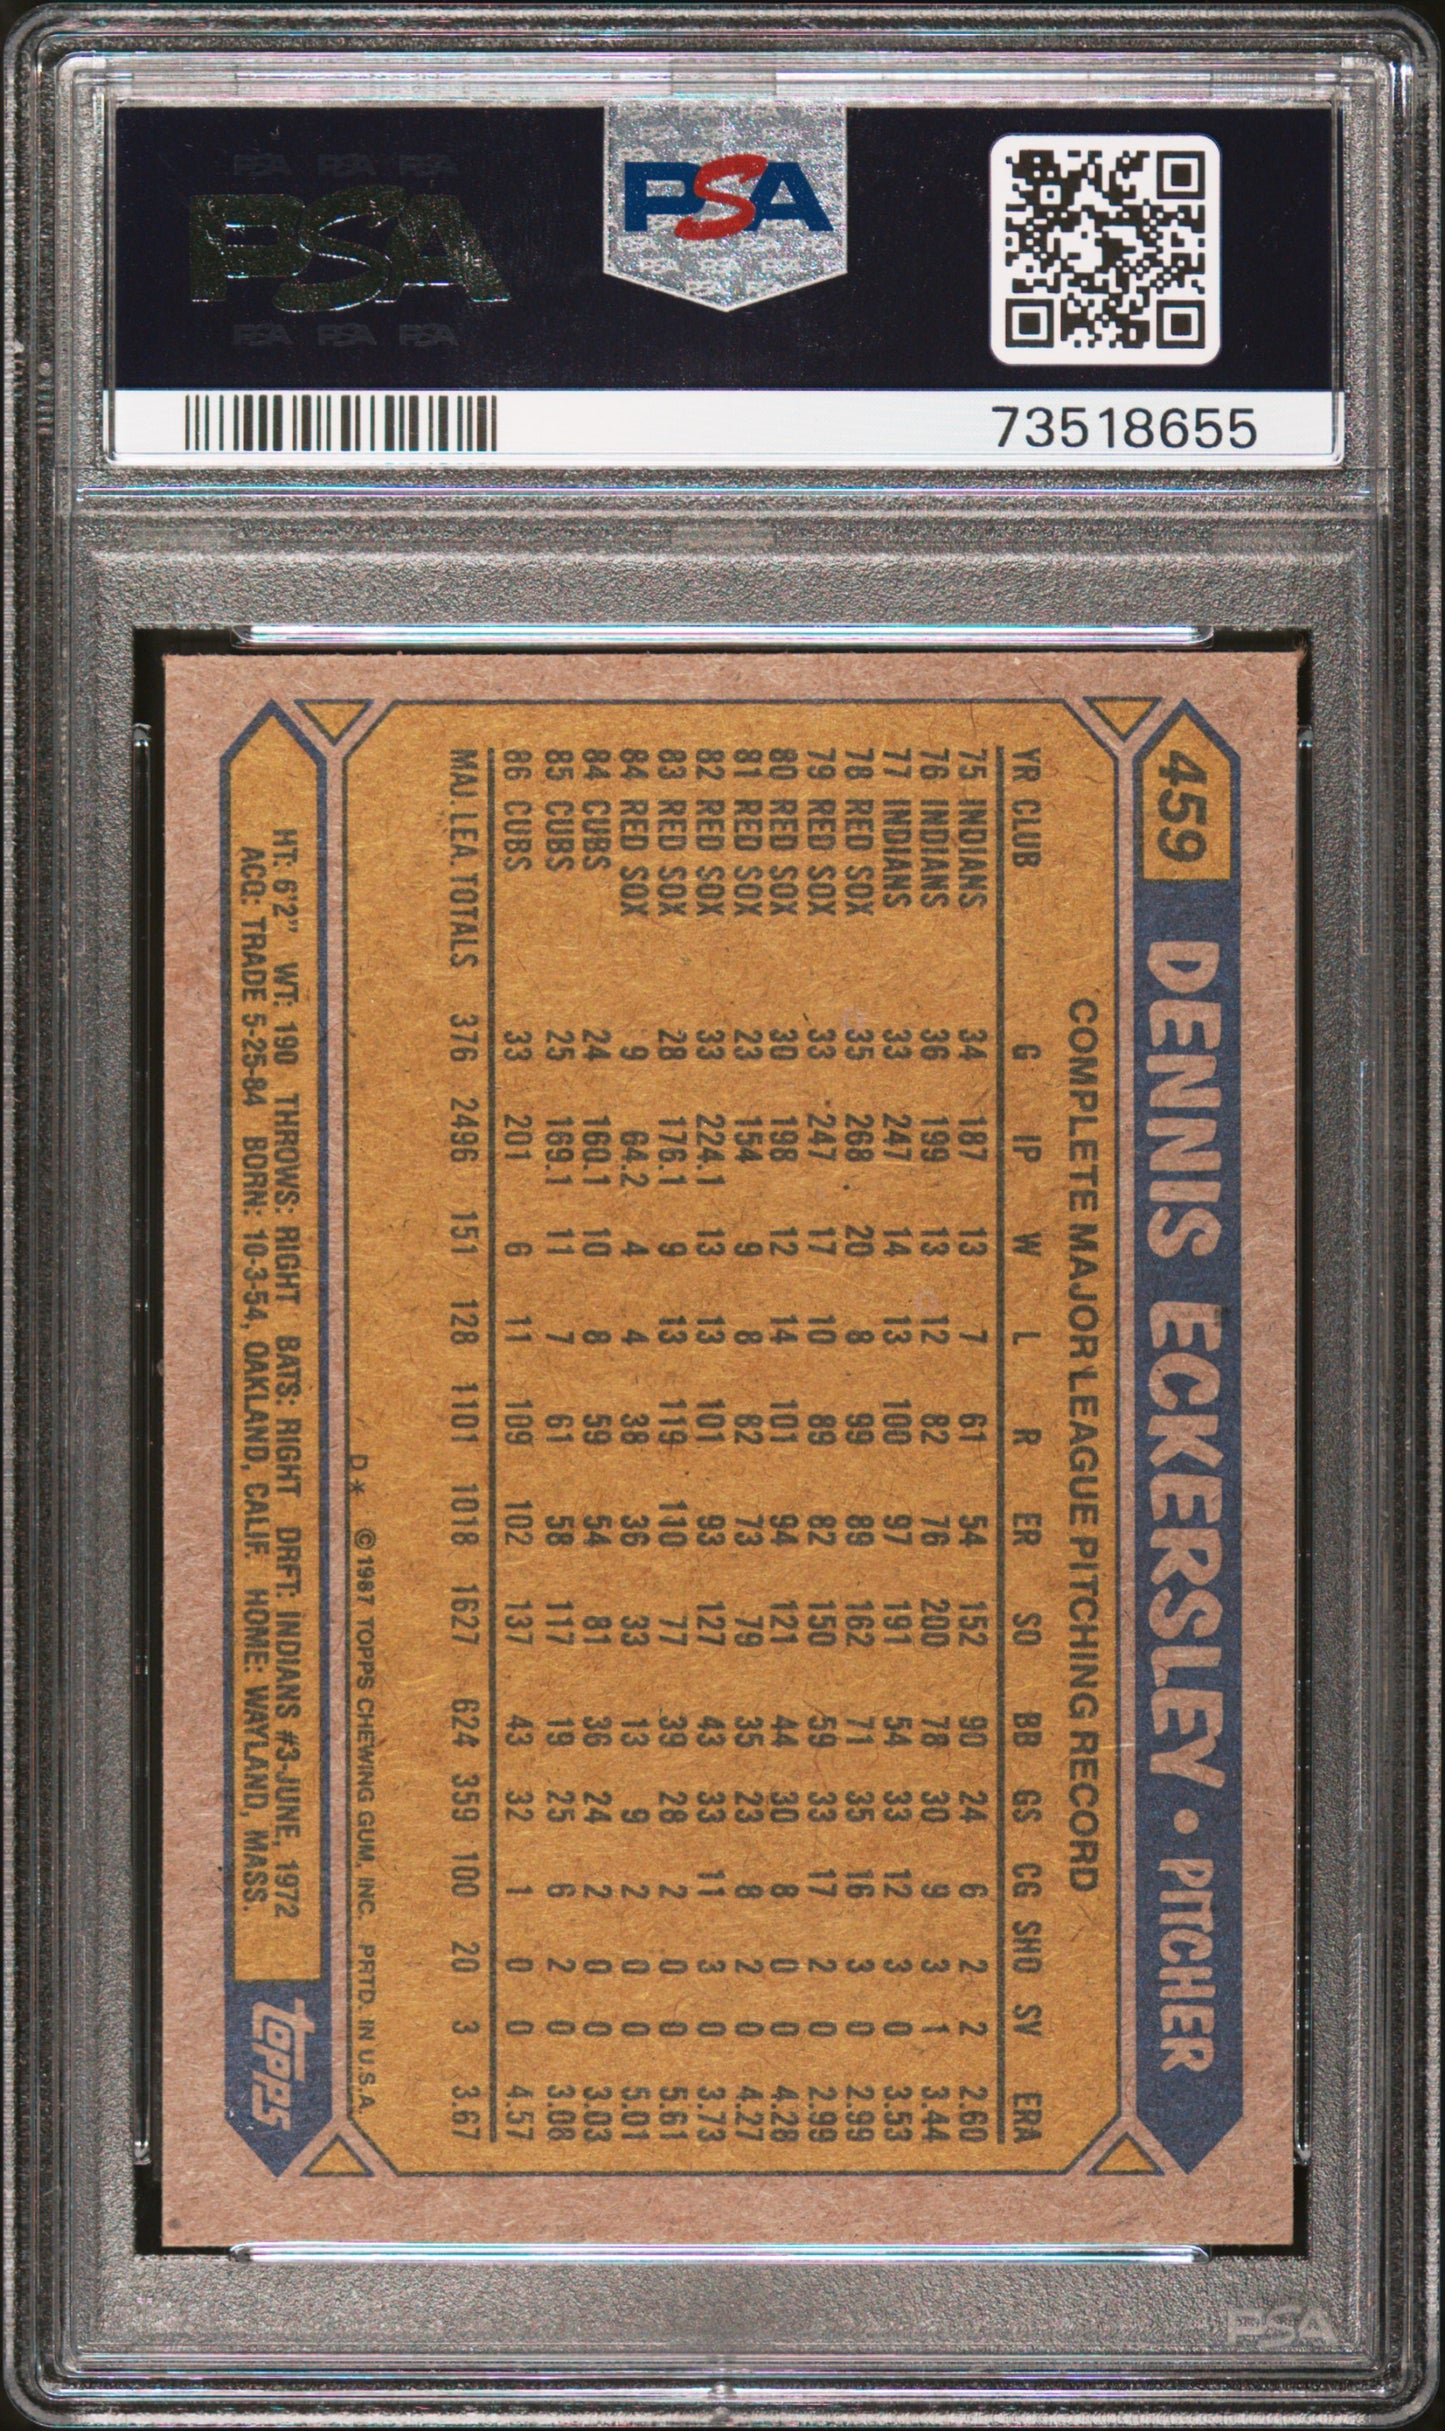 PSA PSA PSA
PSA
PSA PSA PSA
PSA
73518655
459 DENNIS ECKERSLEY • PITCHER
COMPLETE MAJOR LEAGUE PITCHING RECORD
YR CLUB G IP W L R ER SO BB GS CG SHO SV ERA
75 INDIANS 34 187 13 7 61 54 152 90 24 6 2 2 2.60
76 INDIANS 36 199 13 12 82 76 200 78 30 9 3 1 3.44
77 INDIANS 33 247 14 13 100 97 191 54 33 12 3 0 3.53
78 RED SOX 35 268 20 8 99 89 162 71 35 16 3 0 2.99
79 RED SOX 33 247 17 10 89 82 150 59 33 17 2 0 2.99
80 RED SOX 30 198 12 14 101 94 121 44 30 8 0 0 4.28
81 RED SOX 23 154 9 8 82 73 79 35 23 8 2 0 4.27
82 RED SOX 33 224.1 13 13 101 93 127 43 33 11 3 0 3.73
83 RED SOX 28 176.1 9 13 119 110 77 39 28 2 0 0 5.61
84 RED SOX 9 64.2 4 4 38 36 33 13 9 2 0 0 5.01
84 CUBS 24 160.1 10 8 59 54 81 36 24 2 0 0 3.03
85 CUBS 25 169.1 11 7 61 58 117 19 25 6 2 0 3.08
86 CUBS 33 201 6 11 109 102 137 43 32 1 0 0 4.57
MAJ. LEA. TOTALS 376 2496 151 128 1101 1018 1627 624 359 100 20 3 3.67
D* © 1987 TOPPS CHEWING GUM, INC. PRTD. IN U.S.A.
HT: 6'2" WT: 190 THROWS: RIGHT BATS: RIGHT DRFT: INDIANS #3-JUNE, 1972
ACQ: TRADE 5-25-84 BORN: 10-3-54, OAKLAND, CALIF. HOME: WAYLAND, MASS.
topps
PSA